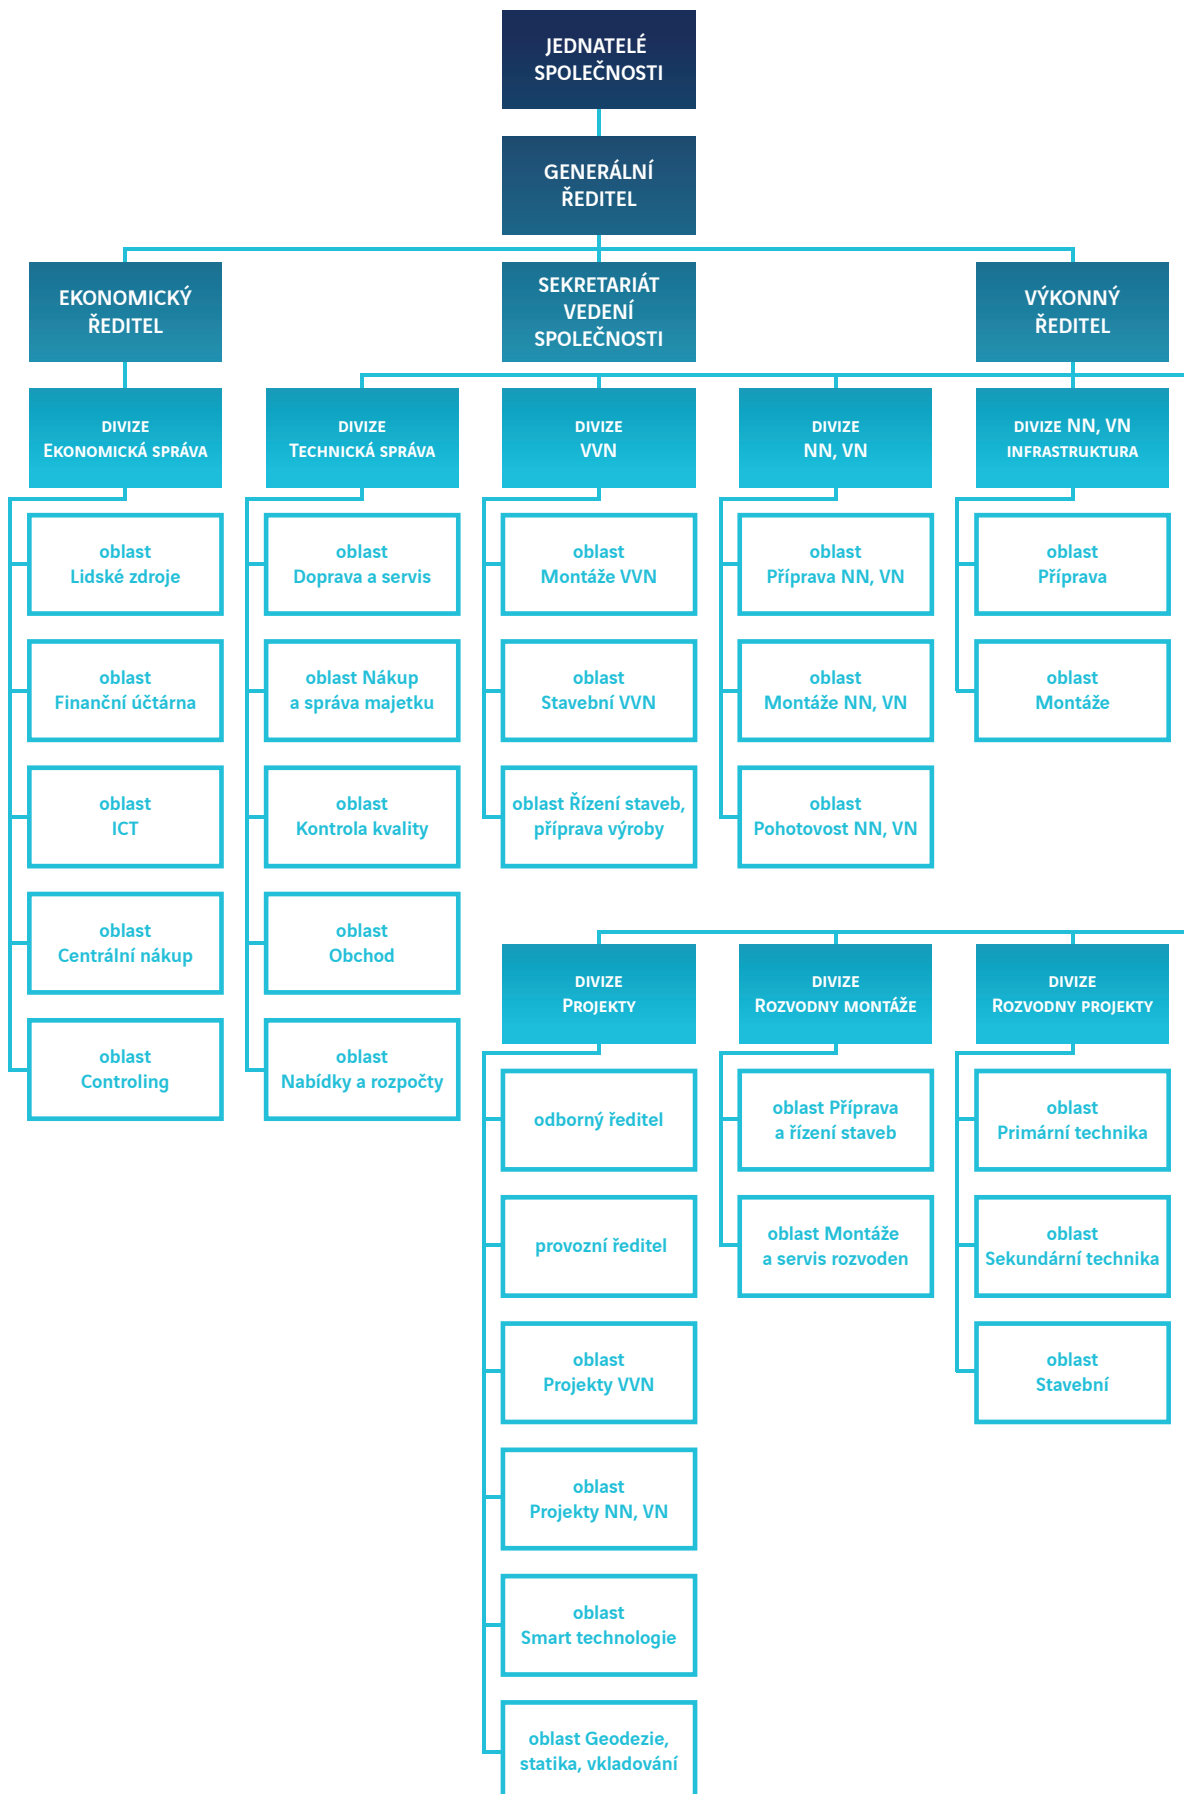 JEDNATELÉ
SPOLEČNOSTI
GENERÁLNÍ
ŘEDITEL
EKONOMICKÝ
ŘEDITEL
SEKRETARIÁT
VEDENÍ
SPOLEČNOSTI
VÝKONNÝ
ŘEDITEL
DIVIZE
EKONOMICKÁ SPRÁVA
DIVIZE
TECHNICKÁ SPRÁVA
DIVIZE
VVN
DIVIZE
NN, VN
DIVIZE NN, VN
INFRASTRUKTURA
oblast
Lidské zdroje
oblast
Doprava a servis
oblast
Montáže VVN
oblast
Příprava NN, VN
oblast
Příprava
oblast
Finanční účtárna
oblast Nákup
a správa majetku
oblast
Stavební VVN
oblast
Montáže NN, VN
oblast
Montáže
oblast
ICT
oblast
Kontrola kvality
oblast Řízení staveb,
příprava výroby
oblast
Pohotovost NN, VN
oblast
Centrální nákup
oblast
Obchod
oblast
Controling
oblast
Nabídky a rozpočty
DIVIZE
PROJEKTY
DIVIZE
ROZVODNY MONTÁŽE
DIVIZE
ROZVODNY PROJEKTY
odborný ředitel
oblast Příprava
a řízení staveb
oblast
Primární technika
provozní ředitel
oblast Montáže
a servis rozvoden
oblast
Sekundární technika
oblast
Projekty VVN
oblast
Stavební
oblast
Projekty NN, VN
oblast
Smart technologie
oblast Geodezie,
statika, vkladování